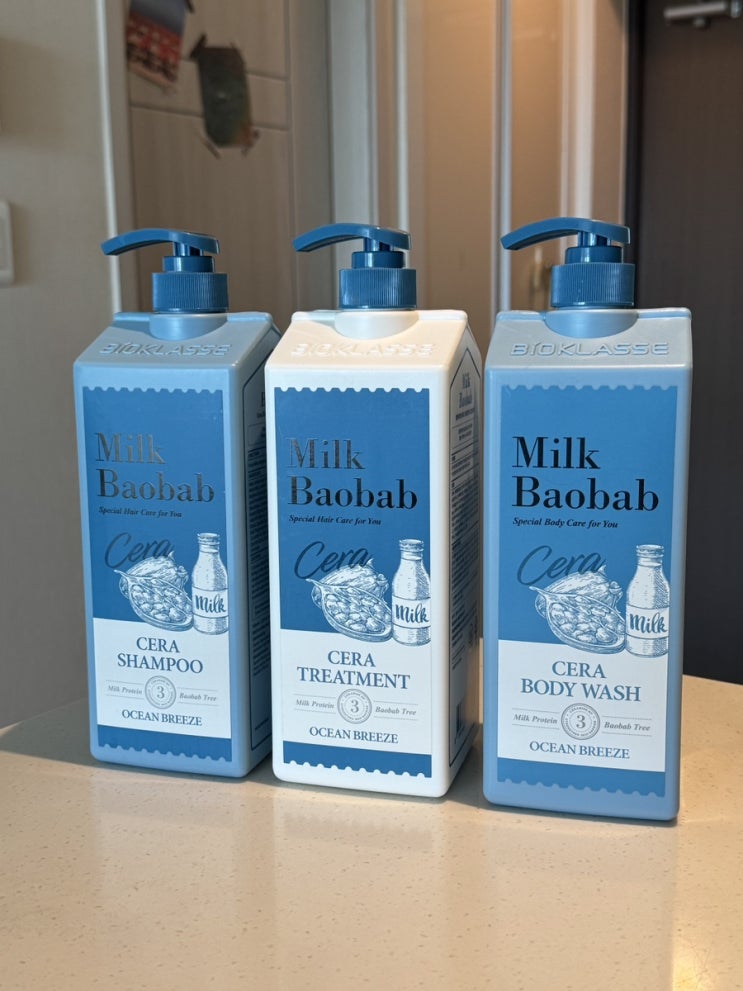 BIOKLASSE
Milk
Baobab
Special Hair Care for You
Cera
Milk
CERA
SHAMPOO
Milk Protein 3 Baobab Tree
OCEAN BREEZE
BIOKLASSE
Milk
Baobab
Special Hair Care for You
Cera
Milk
CERA
TREATMENT
Milk Protein 3 Baobab Tree
OCEAN BREEZE
Milk
Baobab
BIOKLASSE
Milk
Baobab
Special Body Care for You
Cera
Milk
CERA
BODY WASH
Milk Protein 3 Baobab Tree
OCEAN BREEZE